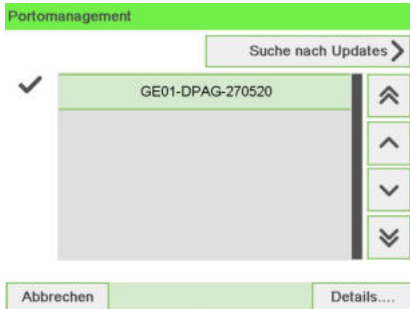 Portomanagement
Suche nach Updates
GE01-DPAG-270520
Abbrechen
Details....